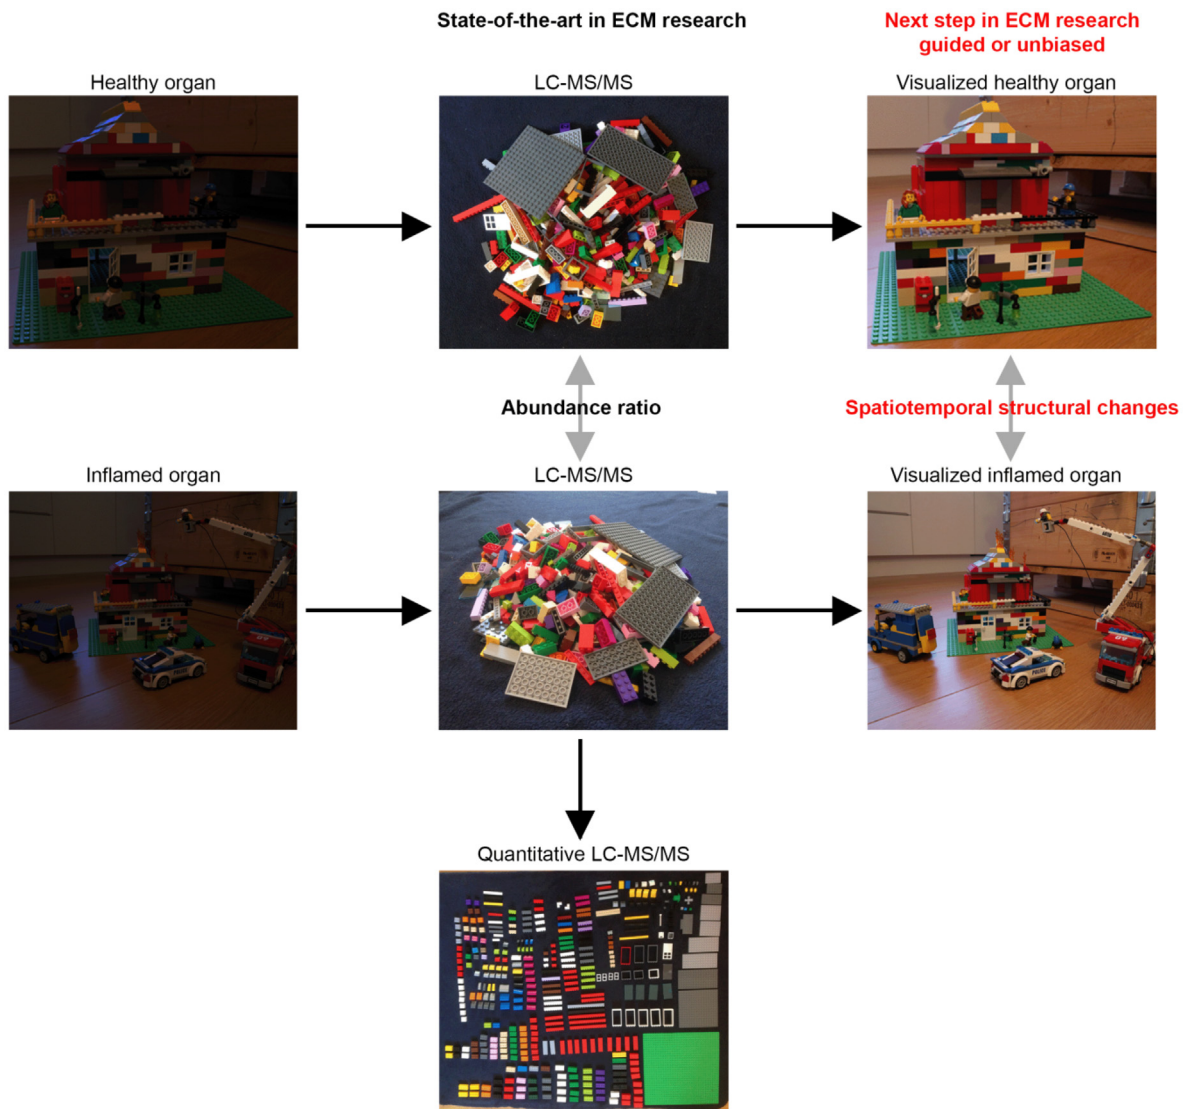 State-of-the-art in ECM research
Next step in ECM research
guided or unbiased
Healthy organ
LC-MS/MS
Visualized healthy organ
Abundance ratio
Spatiotemporal structural changes
Inflamed organ
LC-MS/MS
Visualized inflamed organ
POLICE
Quantitative LC-MS/MS